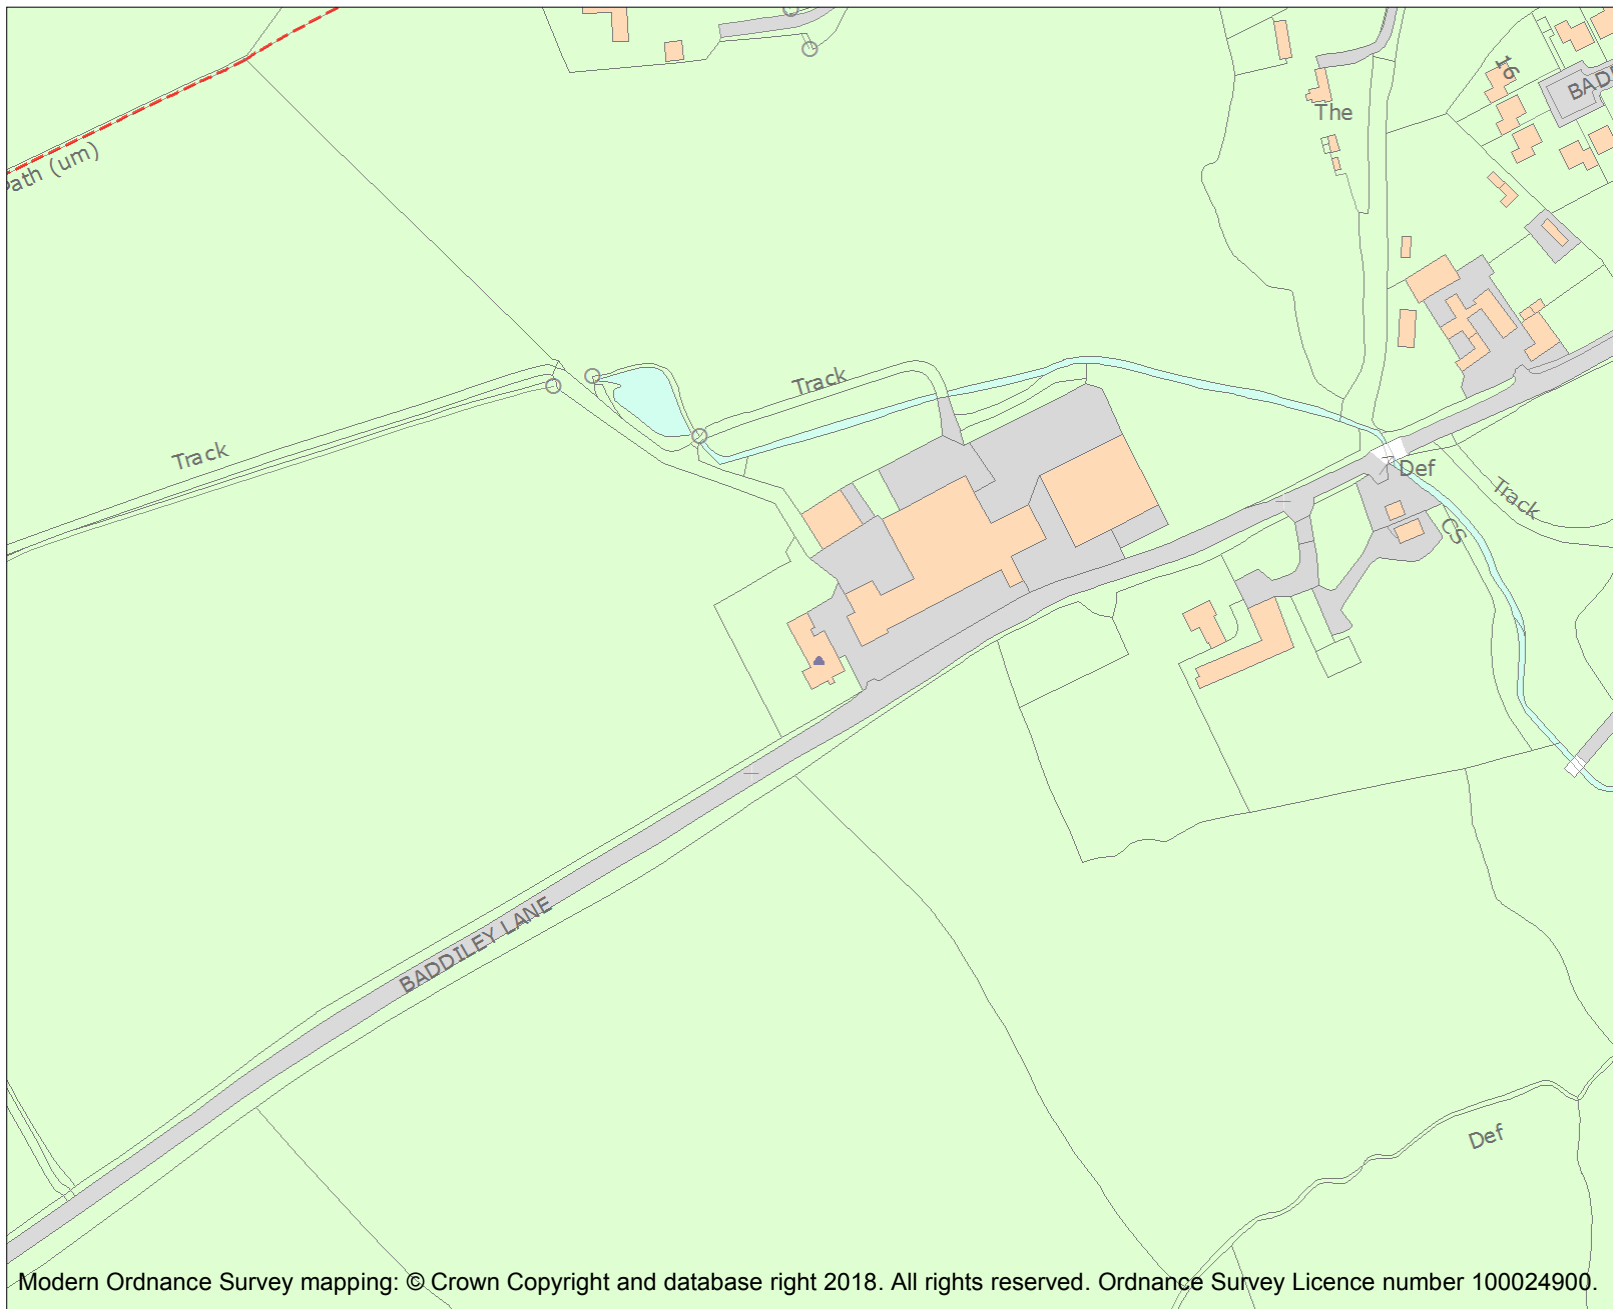 16
BAD
The
Path (um)
Track
Track
Def
Track
CS
BADDILEY LANE
Def
Modern Ordnance Survey mapping: © Crown Copyright and database right 2018. All rights reserved. Ordnance Survey Licence number 100024900.